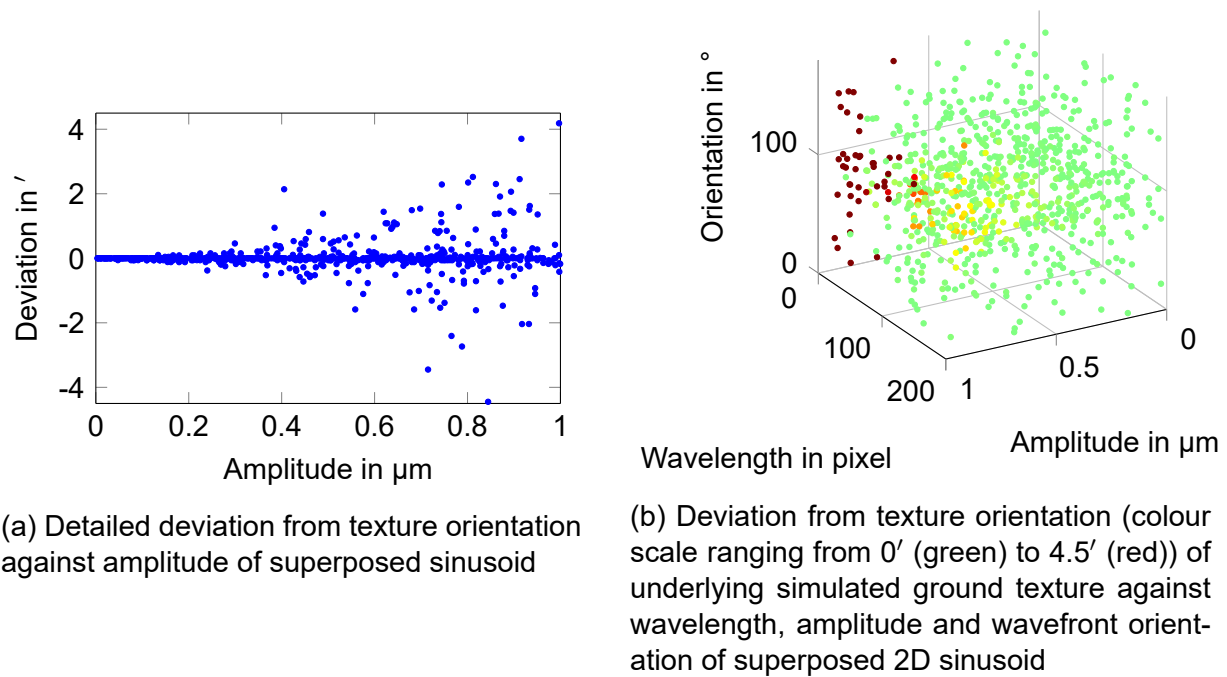 4
2
0
-2
-4
Deviation in ′
0 0.2 0.4 0.6 0.8 1
Amplitude in µm
(a) Detailed deviation from texture orientation
against amplitude of superposed sinusoid
Orientation in °
100
0
0
100
200
1
0.5
0
Wavelength in pixel
Amplitude in µm
(b) Deviation from texture orientation (colour
scale ranging from 0′ (green) to 4.5′ (red)) of
underlying simulated ground texture against
wavelength, amplitude and wavefront orient-
ation of superposed 2D sinusoid